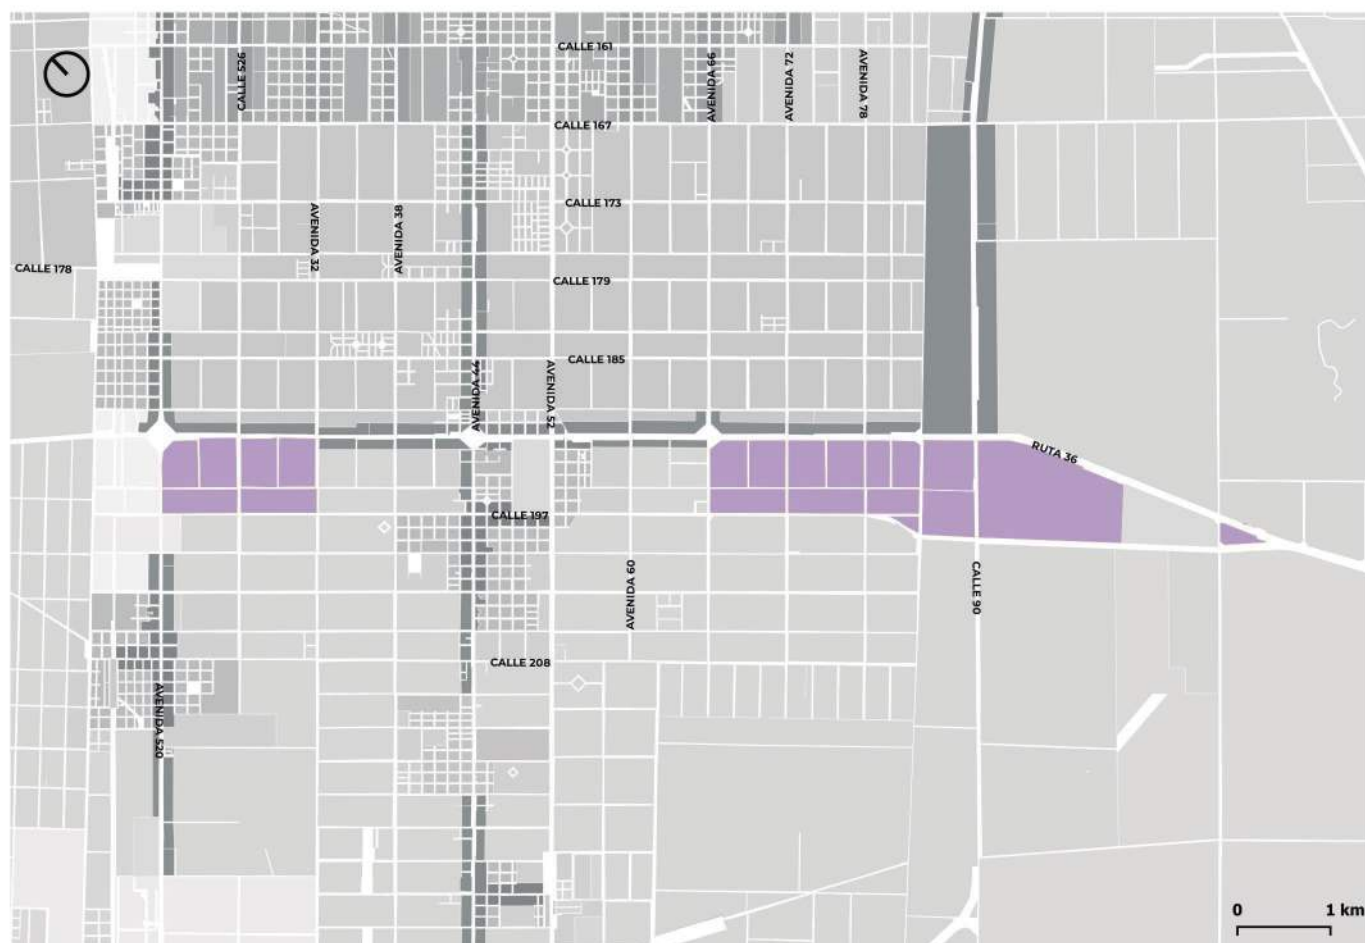 CALLE 161
CALLE 526
AVENIDA 66
AVENIDA 72
AVENIDA 78
CALLE 167
CALLE 173
AVENIDA 32
AVENIDA 38
CALLE 178
CALLE 179
CALLE 185
AVENIDA 44
AVENIDA 52
RUTA 36
CALLE 197
AVENIDA 60
CALLE 90
CALLE 208
AVENIDA 520
0 1 km